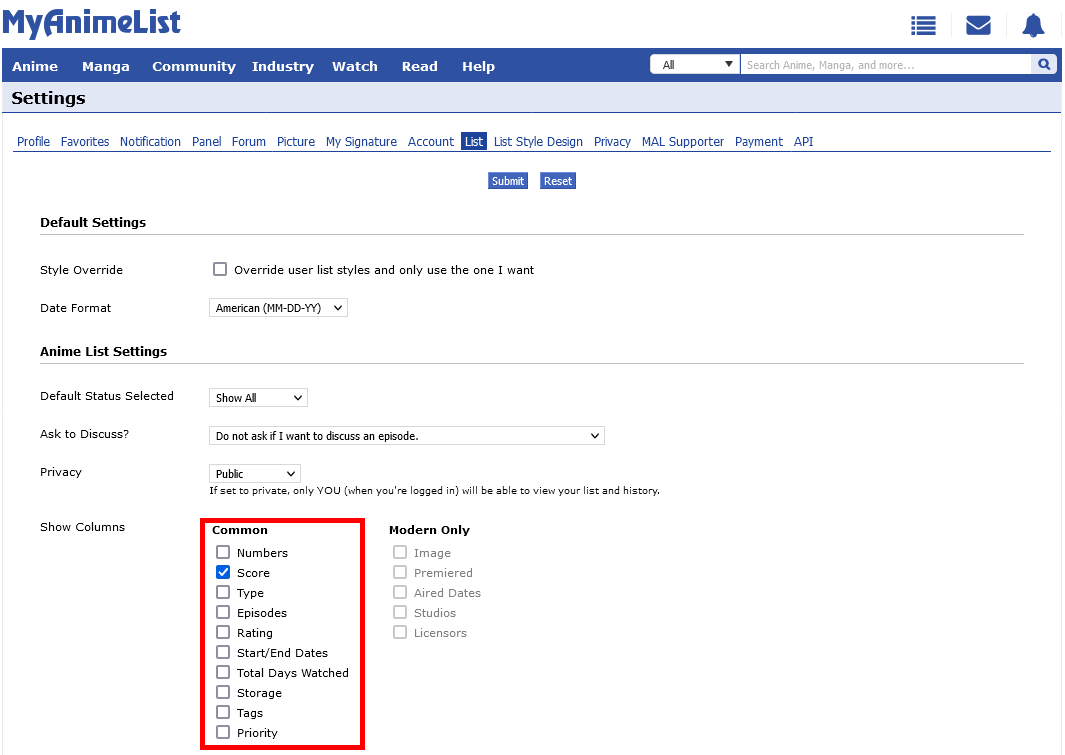 MyAnimeList
Anime Manga Community Industry Watch Read Help All Search Anime, Manga, and more...
Settings
Profile Favorites Notification Panel Forum Picture My Signature Account List List Style Design Privacy MAL Supporter Payment API
Submit Reset
Default Settings
Style Override Override user list styles and only use the one I want
Date Format American (MM-DD-YY)
Anime List Settings
Default Status Selected Show All
Ask to Discuss? Do not ask if I want to discuss an episode.
Privacy Public
If set to private, only YOU (when you're logged in) will be able to view your list and history.
Show Columns Common Modern Only
Numbers Image
Score Premiered
Type Aired Dates
Episodes Studios
Rating Licensors
Start/End Dates
Total Days Watched
Storage
Tags
Priority